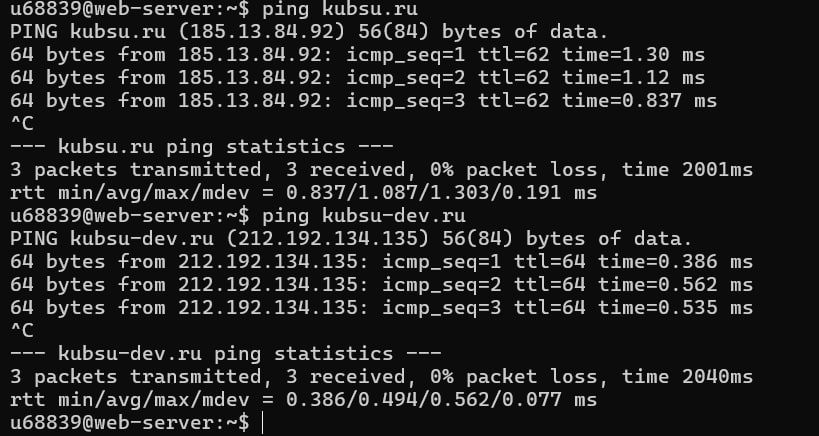 u68839@web-server:~$ ping kubsu.ru
PING kubsu.ru (185.13.84.92) 56(84) bytes of data.
64 bytes from 185.13.84.92: icmp_seq=1 ttl=62 time=1.30 ms
64 bytes from 185.13.84.92: icmp_seq=2 ttl=62 time=1.12 ms
64 bytes from 185.13.84.92: icmp_seq=3 ttl=62 time=0.837 ms
^C
--- kubsu.ru ping statistics ---
3 packets transmitted, 3 received, 0% packet loss, time 2001ms
rtt min/avg/max/mdev = 0.837/1.087/1.303/0.191 ms
u68839@web-server:~$ ping kubsu-dev.ru
PING kubsu-dev.ru (212.192.134.135) 56(84) bytes of data.
64 bytes from 212.192.134.135: icmp_seq=1 ttl=64 time=0.386 ms
64 bytes from 212.192.134.135: icmp_seq=2 ttl=64 time=0.562 ms
64 bytes from 212.192.134.135: icmp_seq=3 ttl=64 time=0.535 ms
^C
--- kubsu-dev.ru ping statistics ---
3 packets transmitted, 3 received, 0% packet loss, time 2040ms
rtt min/avg/max/mdev = 0.386/0.494/0.562/0.077 ms
u68839@web-server:~$